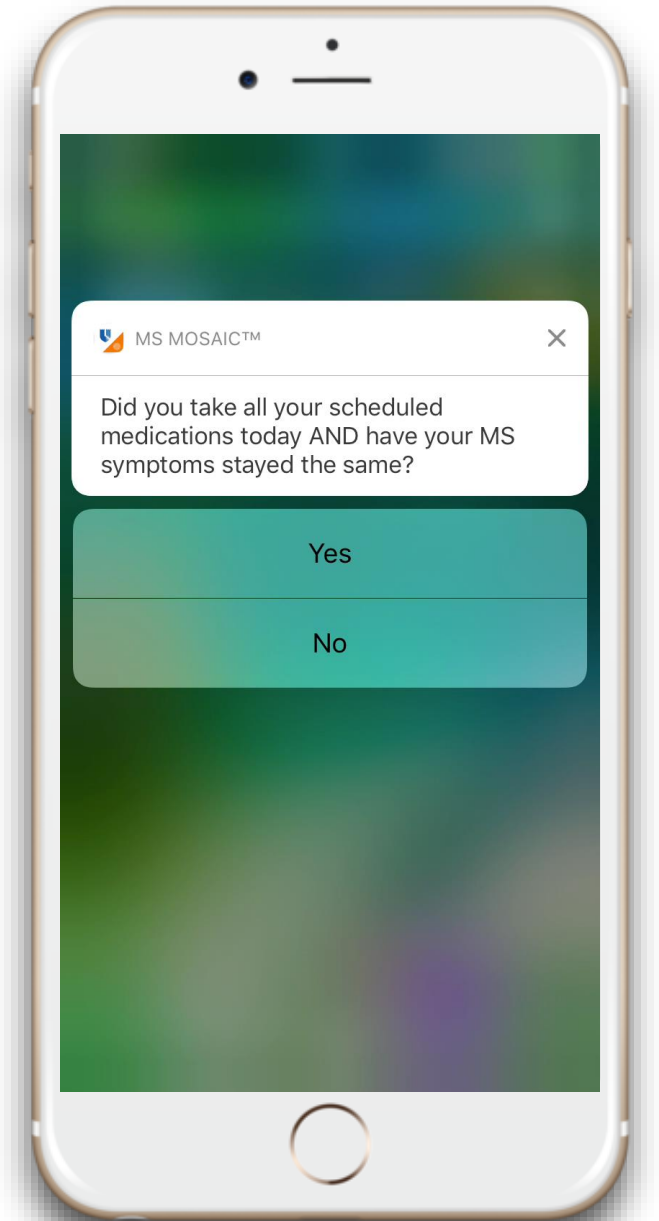 MS MOSAIC™
Did you take all your scheduled
medications today AND have your MS
symptoms stayed the same?
Yes
No